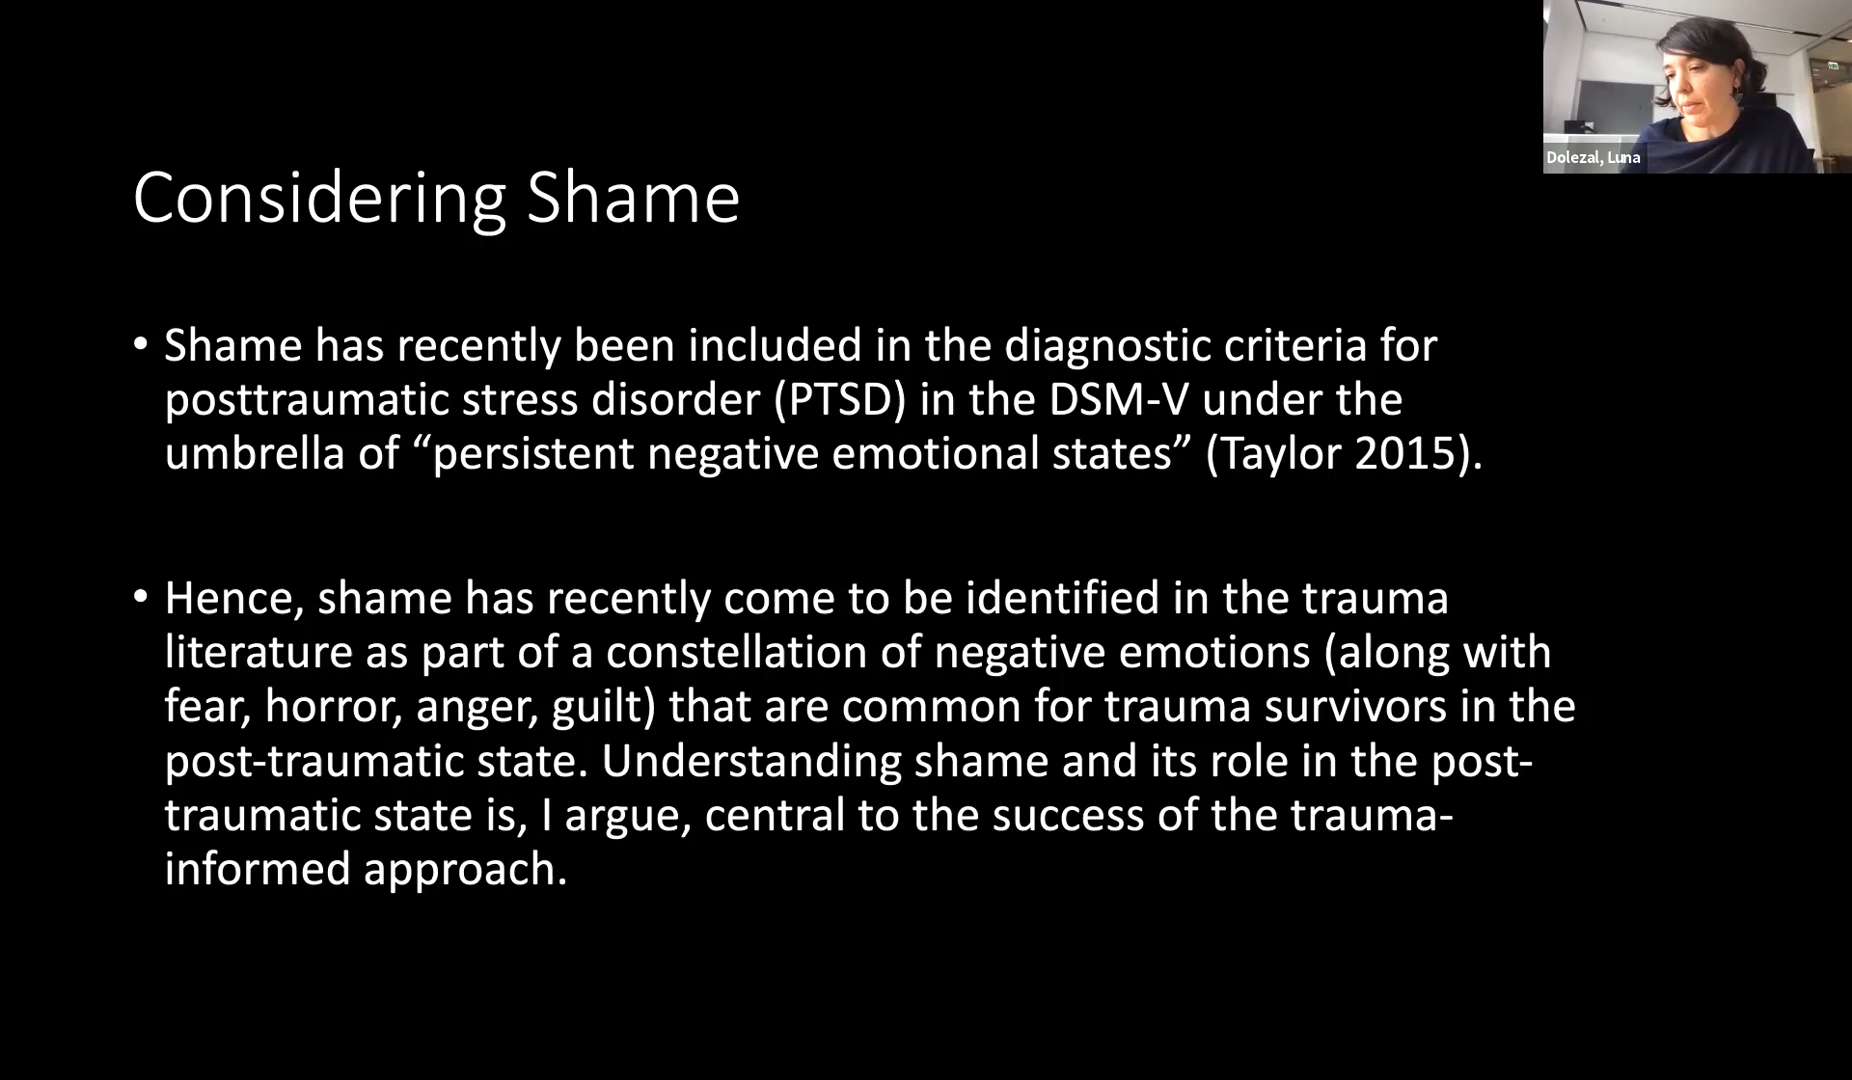 Considering Shame
• Shame has recently been included in the diagnostic criteria for
posttraumatic stress disorder (PTSD) in the DSM-V under the
umbrella of “persistent negative emotional states” (Taylor 2015).
• Hence, shame has recently come to be identified in the trauma
literature as part of a constellation of negative emotions (along with
fear, horror, anger, guilt) that are common for trauma survivors in the
post-traumatic state. Understanding shame and its role in the post-
traumatic state is, I argue, central to the success of the trauma-
informed approach.
Dolezal, Luna